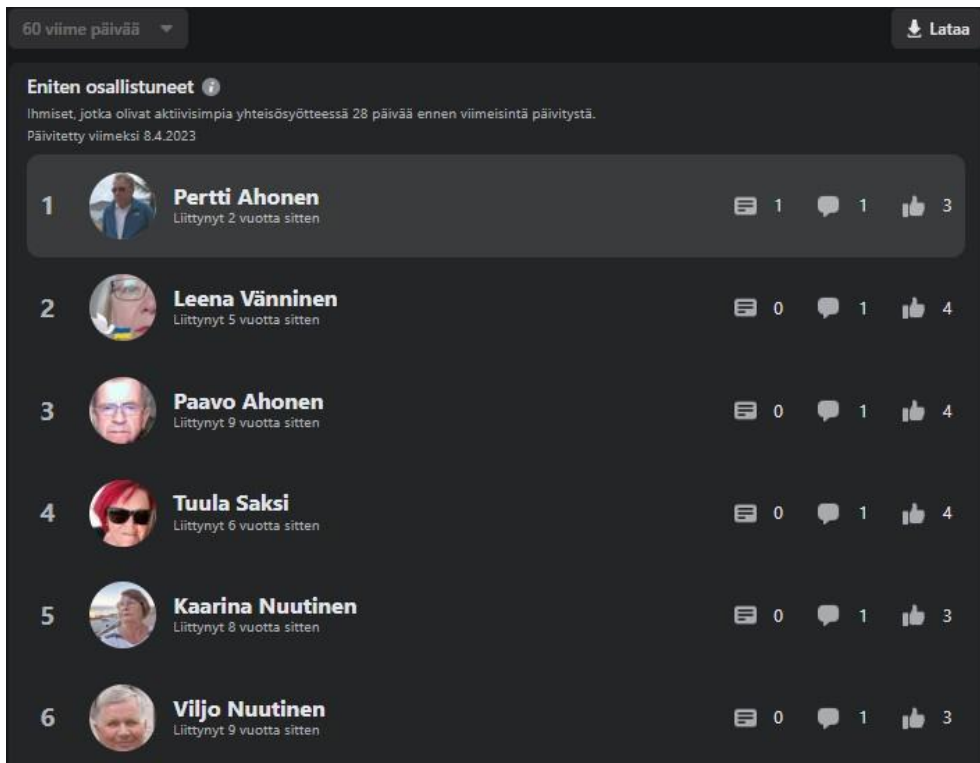 60 viime päivää
Lataa
Eniten osallistuneet
Ihmiset, jotka olivat aktiivisimpia yhteisösyötteessä 28 päivää ennen viimeisintä päivitystä.
Päivitetty viimeksi 8.4.2023
1 Pertti Ahonen 1 1 3
Liittynyt 2 vuotta sitten
2 Leena Vänninen 0 1 4
Liittynyt 5 vuotta sitten
3 Paavo Ahonen 0 1 4
Liittynyt 9 vuotta sitten
4 Tuula Saksi 0 1 4
Liittynyt 6 vuotta sitten
5 Kaarina Nuutinen 0 1 3
Liittynyt 8 vuotta sitten
6 Viljo Nuutinen 0 1 3
Liittynyt 9 vuotta sitten